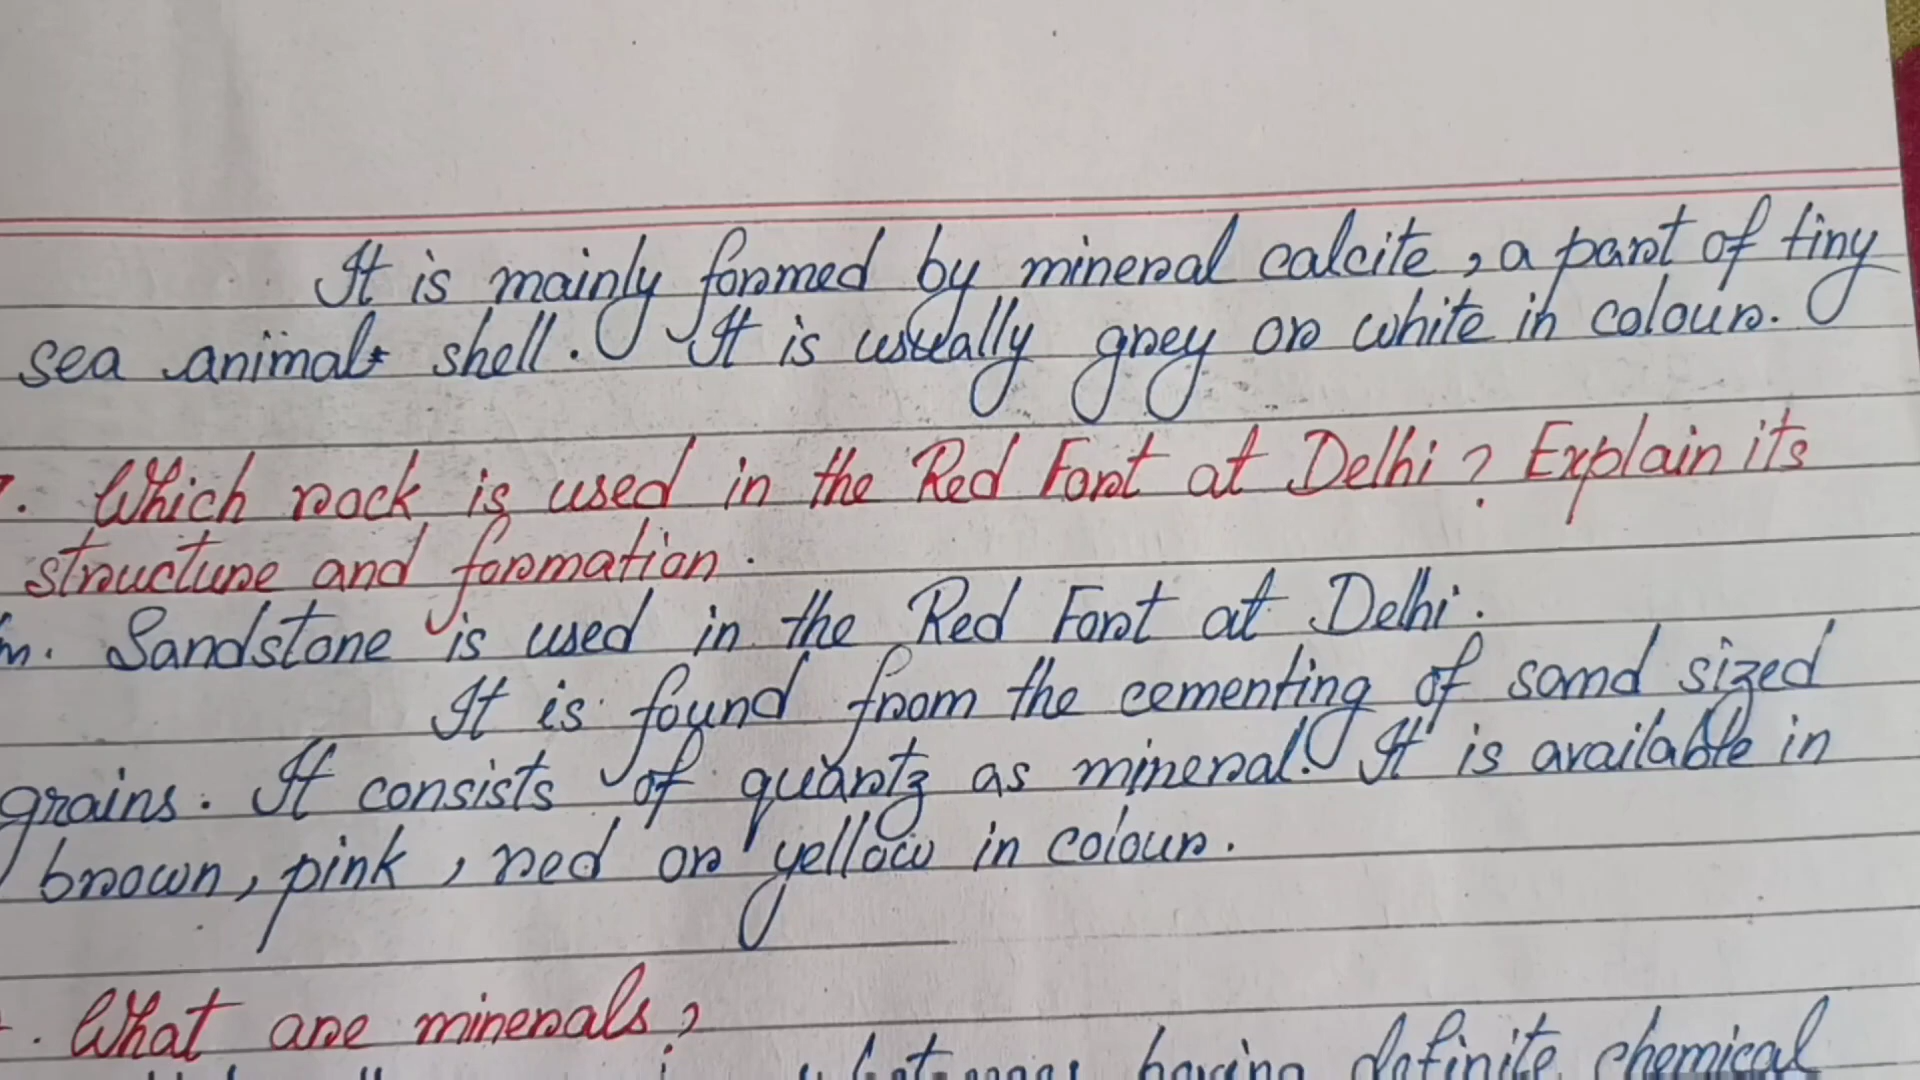 It is mainly formed by mineral calcite, a part of tiny
sea animal shell. It is usually grey or white in colour.
7. Which rock is used in the Red Fort at Delhi? Explain its
structure and formation.
Sandstone is used in the Red Fort at Delhi.
It is found from the cementing of sand sized
grains. It consists of quartz as mineral. It is available in
brown, pink, red or yellow in colour.
What are minerals?
having definite chemical